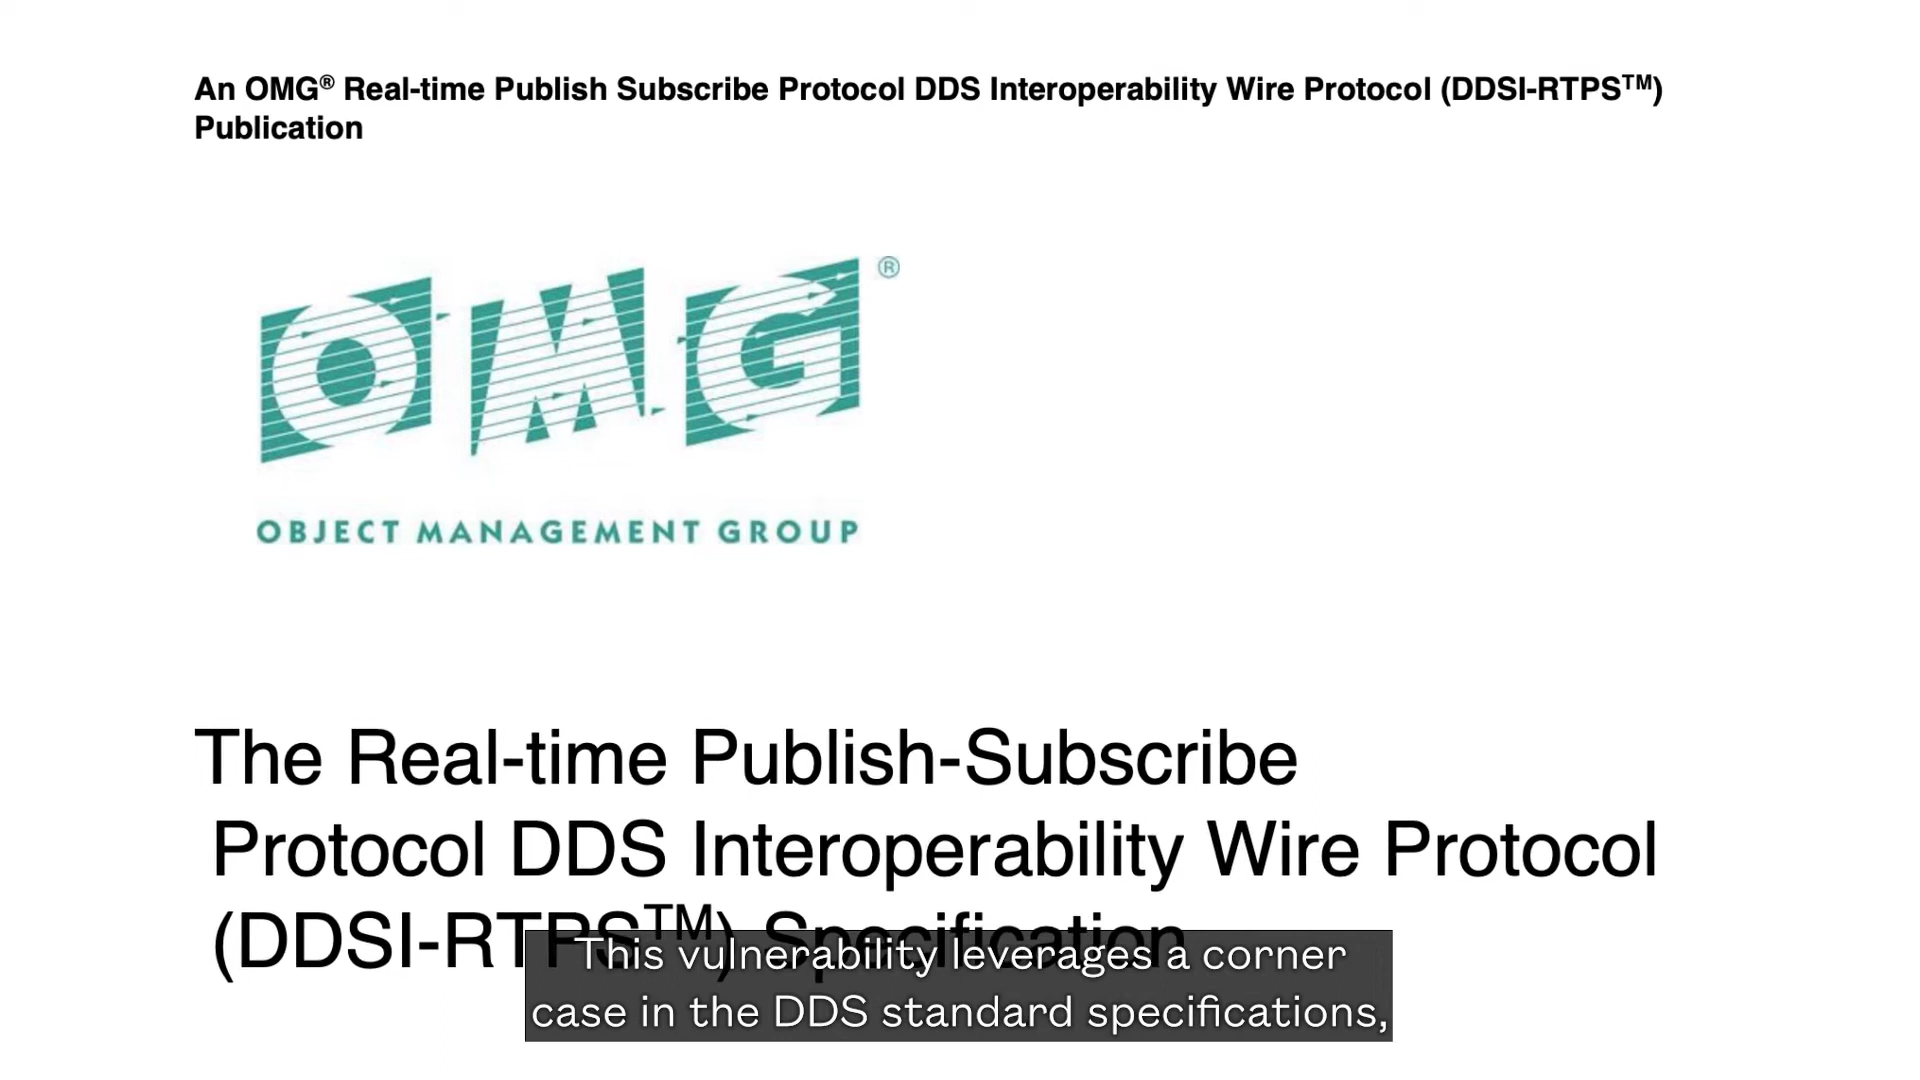 An OMG® Real-time Publish Subscribe Protocol DDS Interoperability Wire Protocol (DDSI-RTPS™)
Publication
OMG®
OBJECT MANAGEMENT GROUP
The Real-time Publish-Subscribe
Protocol DDS Interoperability Wire Protocol
(DDSI-RTPS™) Specification
This vulnerability leverages a corner
case in the DDS standard specifications,